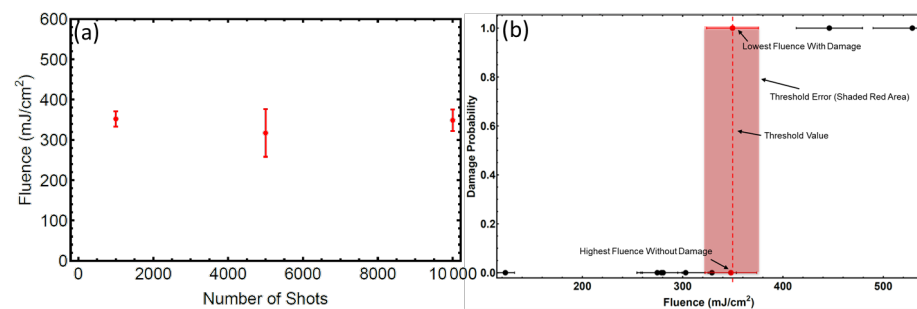 (a)
600
500
400
300
200
100
0
Fluence (mJ/cm²)
0 2000 4000 6000 8000 10 000
Number of Shots
(b)
1.0
0.8
0.6
0.4
0.2
0.0
Damage Probability
Lowest Fluence With Damage
Threshold Error (Shaded Red Area)
Threshold Value
Highest Fluence Without Damage
200 300 400 500
Fluence (mJ/cm²)